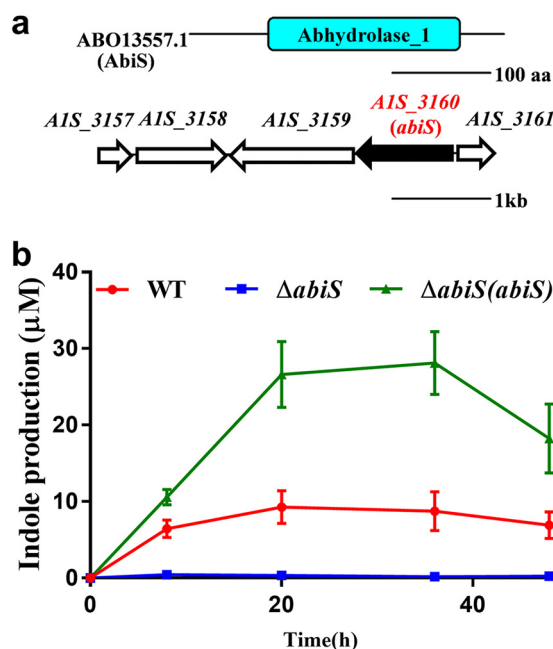 a
ABO13557.1
(AbiS)
Abhydrolase_1
100 aa
A1S_3157 A1S_3158 A1S_3159 A1S_3160 A1S_3161
(abiS)
1kb
b
WT ΔabiS ΔabiS(abiS)
Indole production (μM)
40
30
20
10
0
0 20 40
Time(h)